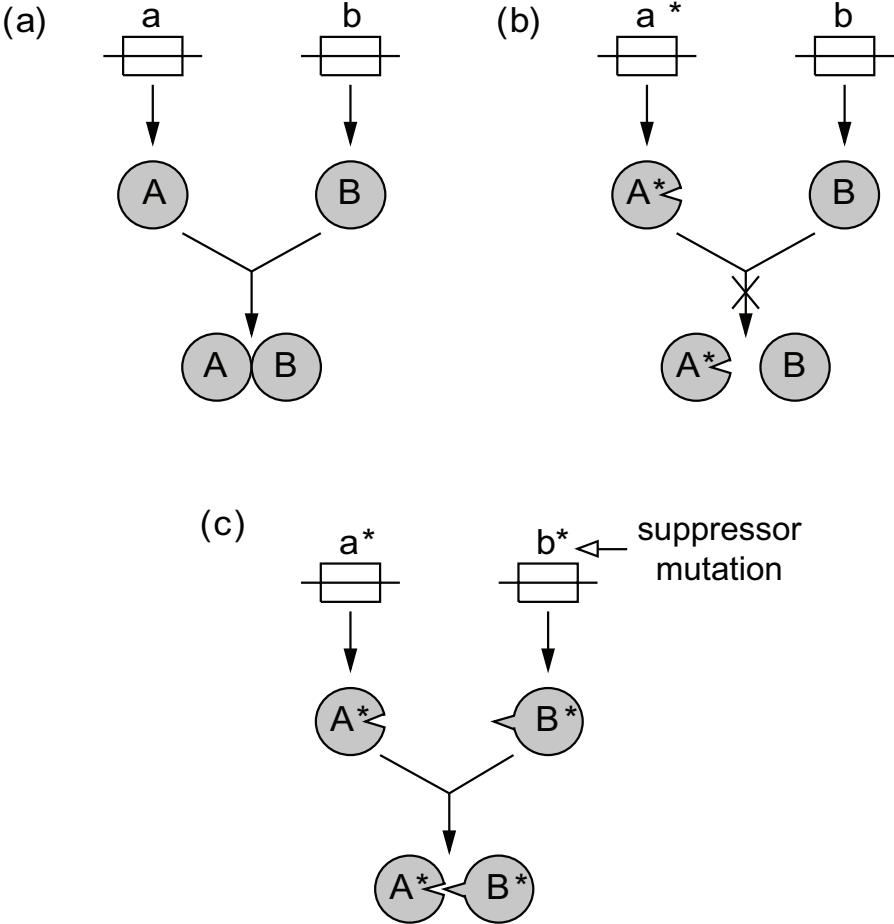 (a) a b
A B
A B
(b) a * b
A* B
A* B
(c) a* b* suppressor
mutation
A* B*
A* B*